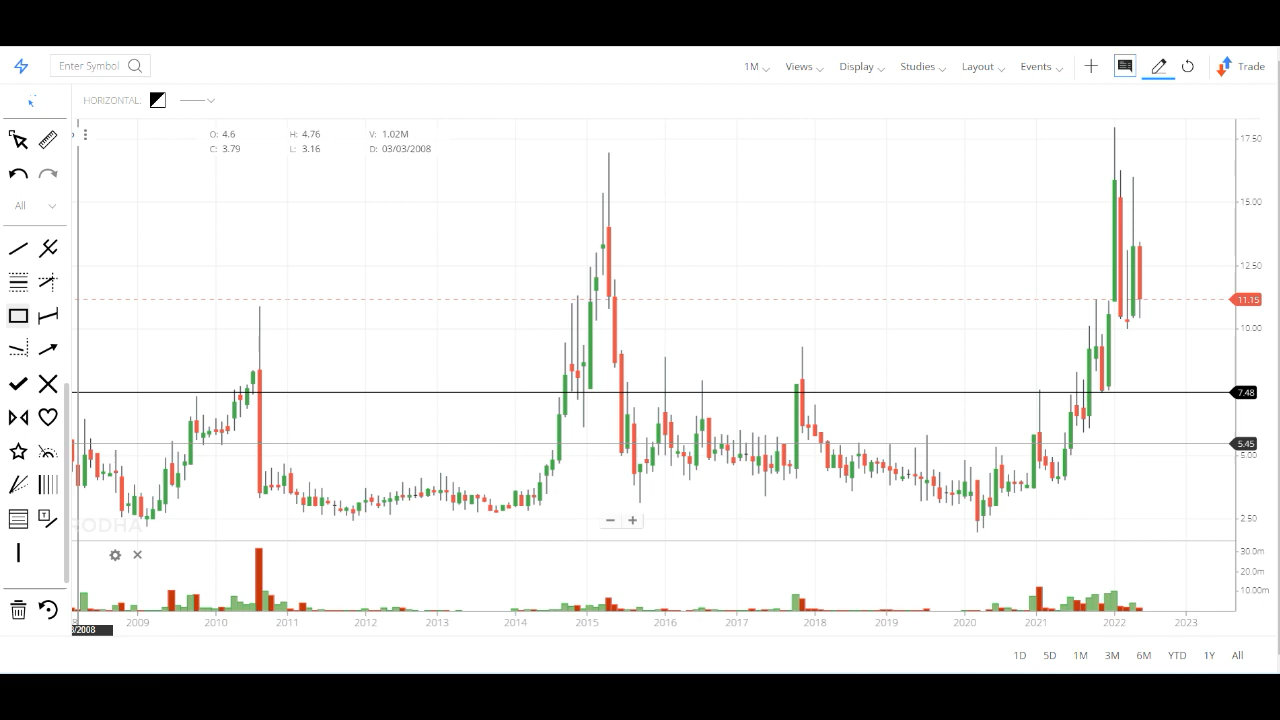 Enter Symbol
1M Views Display Studies Layout Events Trade
HORIZONTAL:
O: 4.6 H: 4.76 V: 1.02M
C: 3.79 L: 3.16 D: 03/03/2008
17.50
15.00
12.50
11.15
10.00
7.48
5.45
5.00
2.50
All
30.0m
20.0m
10.00m
2009 2010 2011 2012 2013 2014 2015 2016 2017 2018 2019 2020 2021 2022 2023
/2008
1D 5D 1M 3M 6M YTD 1Y All